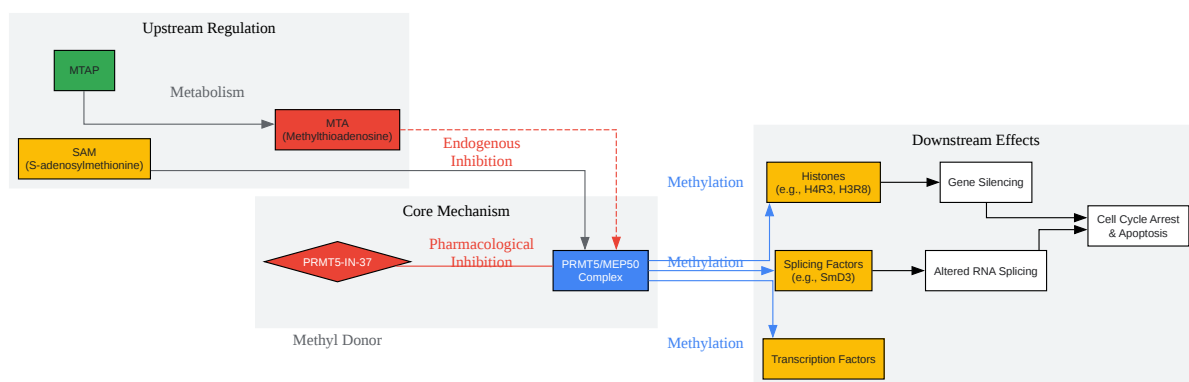 Upstream Regulation
MTAP
Metabolism
MTA
(Methylthioadenosine)
SAM
(S-adenosylmethionine)
Endogenous
Inhibition
Core Mechanism
PRMT5-IN-37
Pharmacological
Inhibition
PRMT5/MEP50
Complex
Methyl Donor
Methylation
Methylation
Methylation
Downstream Effects
Histones
(e.g., H4R3, H3R8)
Gene Silencing
Cell Cycle Arrest
& Apoptosis
Splicing Factors
(e.g., SmD3)
Altered RNA Splicing
Transcription Factors